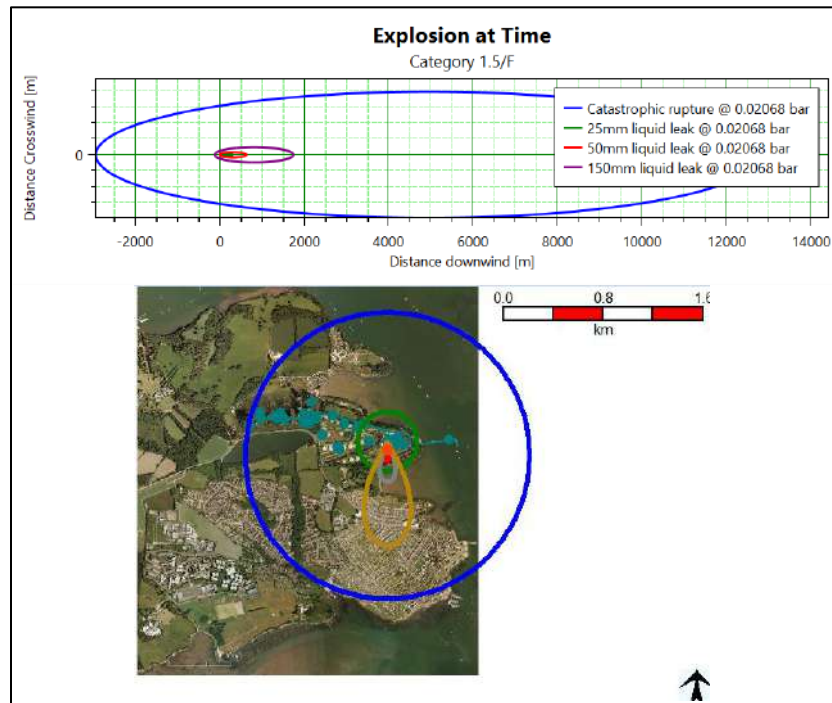 Explosion at Time
Category 1.5/F
Distance Crosswind [m]
0
Catastrophic rupture @ 0.02068 bar
25mm liquid leak @ 0.02068 bar
50mm liquid leak @ 0.02068 bar
150mm liquid leak @ 0.02068 bar
-2000 0 2000 4000 6000 8000 10000 12000 14000
Distance downwind [m]
0.0 0.8 1.6
km